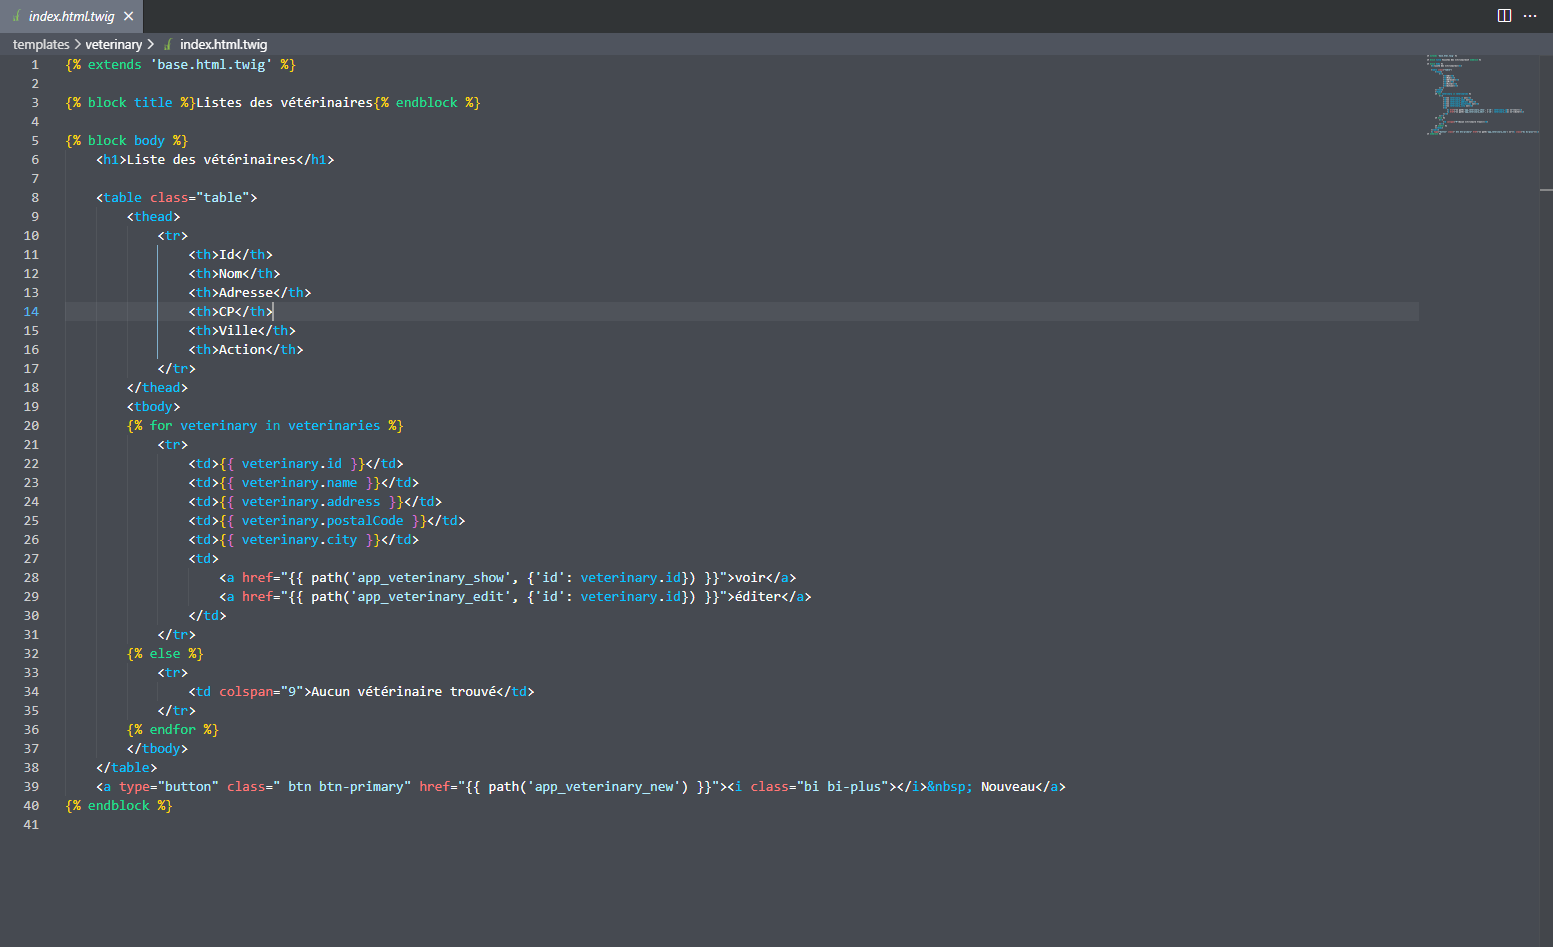 index.html.twig
templates > veterinary > index.html.twig
1 {% extends 'base.html.twig' %}
2
3 {% block title %}Listes des vétérinaires{% endblock %}
4
5 {% block body %}
6     <h1>Liste des vétérinaires</h1>
7
8     <table class="table">
9         <thead>
10             <tr>
11                 <th>Id</th>
12                 <th>Nom</th>
13                 <th>Adresse</th>
14                 <th>CP</th>
15                 <th>Ville</th>
16                 <th>Action</th>
17             </tr>
18         </thead>
19         <tbody>
20         {% for veterinary in veterinaries %}
21             <tr>
22                 <td>{{ veterinary.id }}</td>
23                 <td>{{ veterinary.name }}</td>
24                 <td>{{ veterinary.address }}</td>
25                 <td>{{ veterinary.postalCode }}</td>
26                 <td>{{ veterinary.city }}</td>
27                 <td>
28                     <a href="{{ path('app_veterinary_show', {'id': veterinary.id}) }}">voir</a>
29                     <a href="{{ path('app_veterinary_edit', {'id': veterinary.id}) }}">éditer</a>
30                 </td>
31             </tr>
32         {% else %}
33             <tr>
34                 <td colspan="9">Aucun vétérinaire trouvé</td>
35             </tr>
36         {% endfor %}
37         </tbody>
38     </table>
39     <a type="button" class=" btn btn-primary" href="{{ path('app_veterinary_new') }}"><i class="bi bi-plus"></i>&nbsp; Nouveau</a>
40 {% endblock %}
41